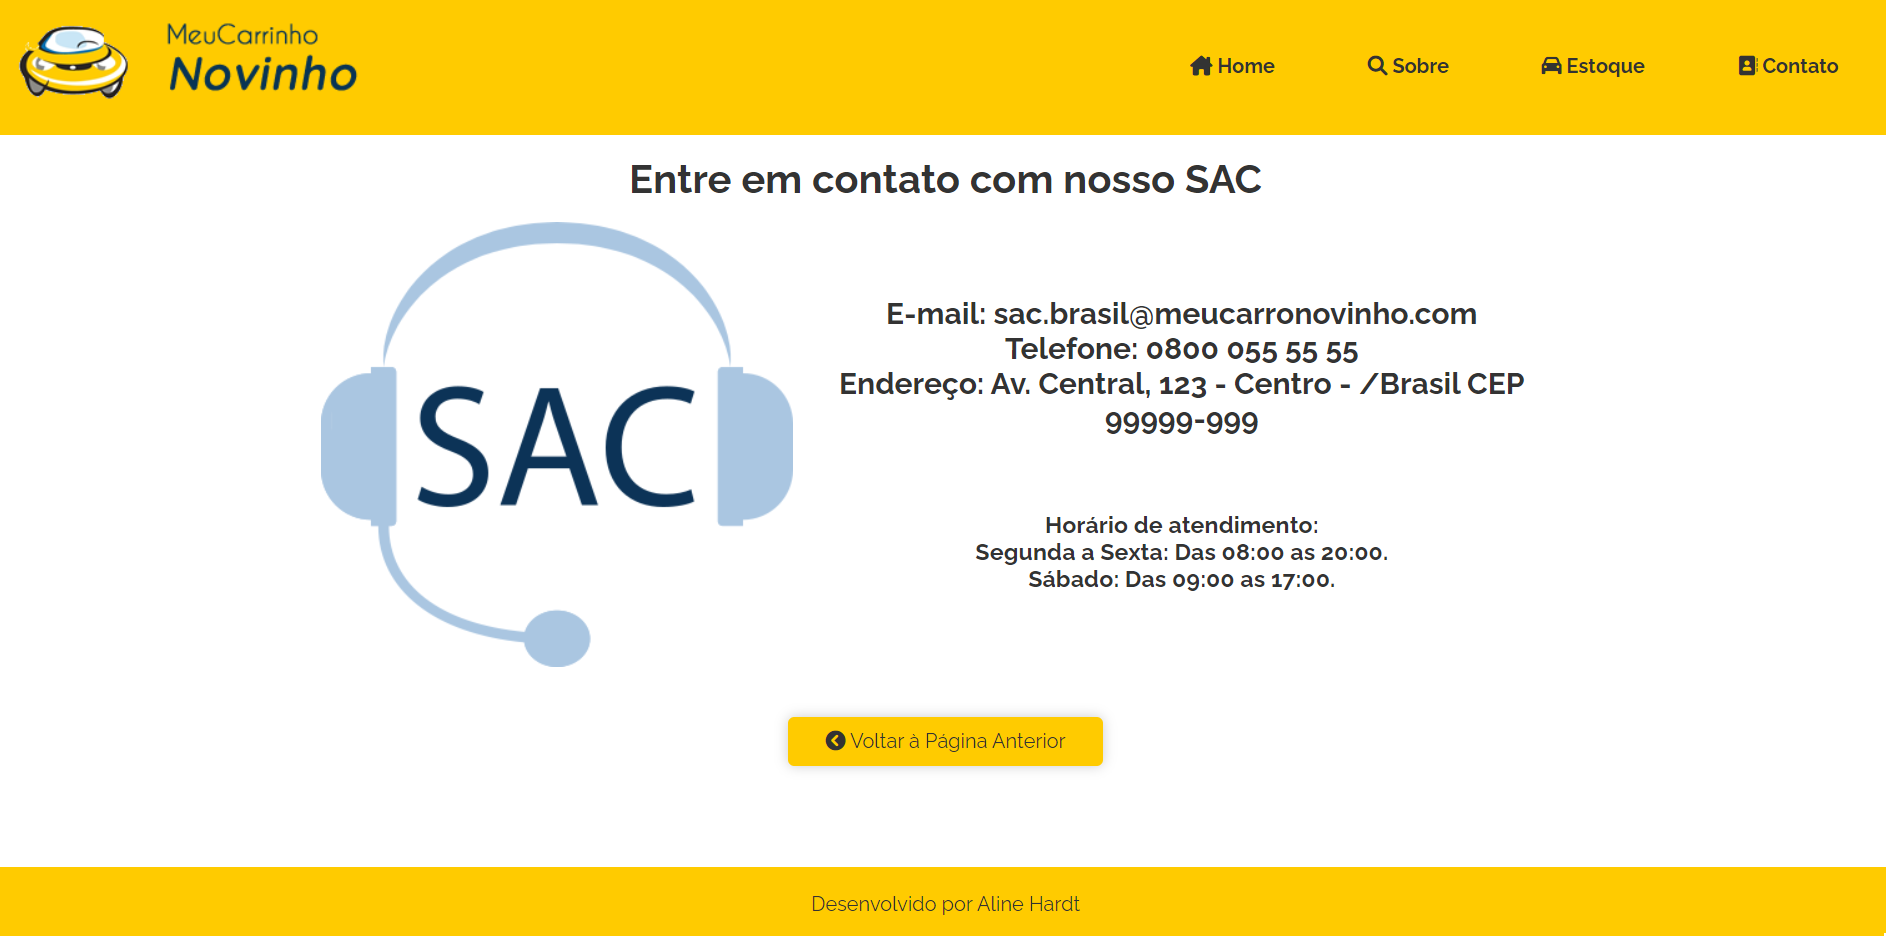 MeuCarrinho
Novinho
Home
Sobre
Estoque
Contato
Entre em contato com nosso SAC
SAC
E-mail: sac.brasil@meucarronovinho.com
Telefone: 0800 055 55 55
Endereço: Av. Central, 123 - Centro - /Brasil CEP
99999-999
Horário de atendimento:
Segunda a Sexta: Das 08:00 as 20:00.
Sábado: Das 09:00 as 17:00.
Voltar à Página Anterior
Desenvolvido por Aline Hardt